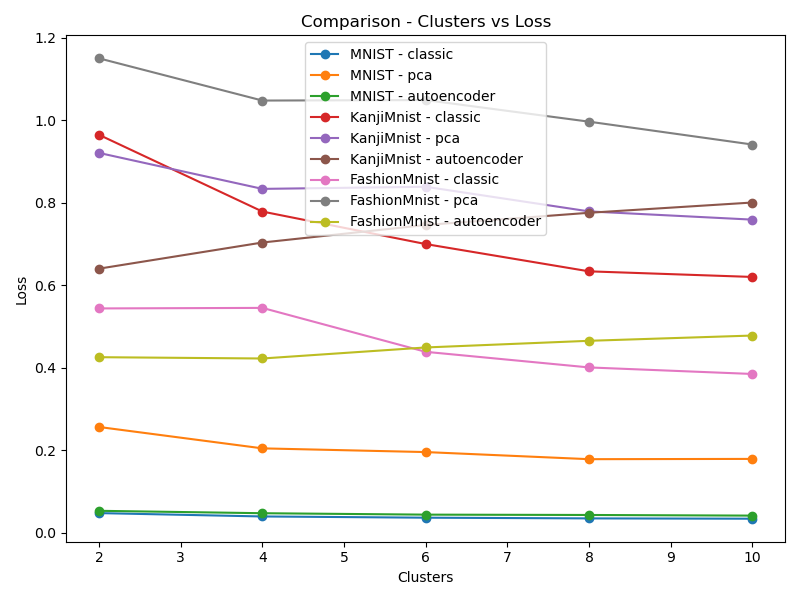 Comparison - Clusters vs Loss
MNIST - classic
MNIST - pca
MNIST - autoencoder
KanjiMnist - classic
KanjiMnist - pca
KanjiMnist - autoencoder
FashionMnist - classic
FashionMnist - pca
FashionMnist - autoencoder
Loss
1.2
1.0
0.8
0.6
0.4
0.2
0.0
2 3 4 5 6 7 8 9 10
Clusters